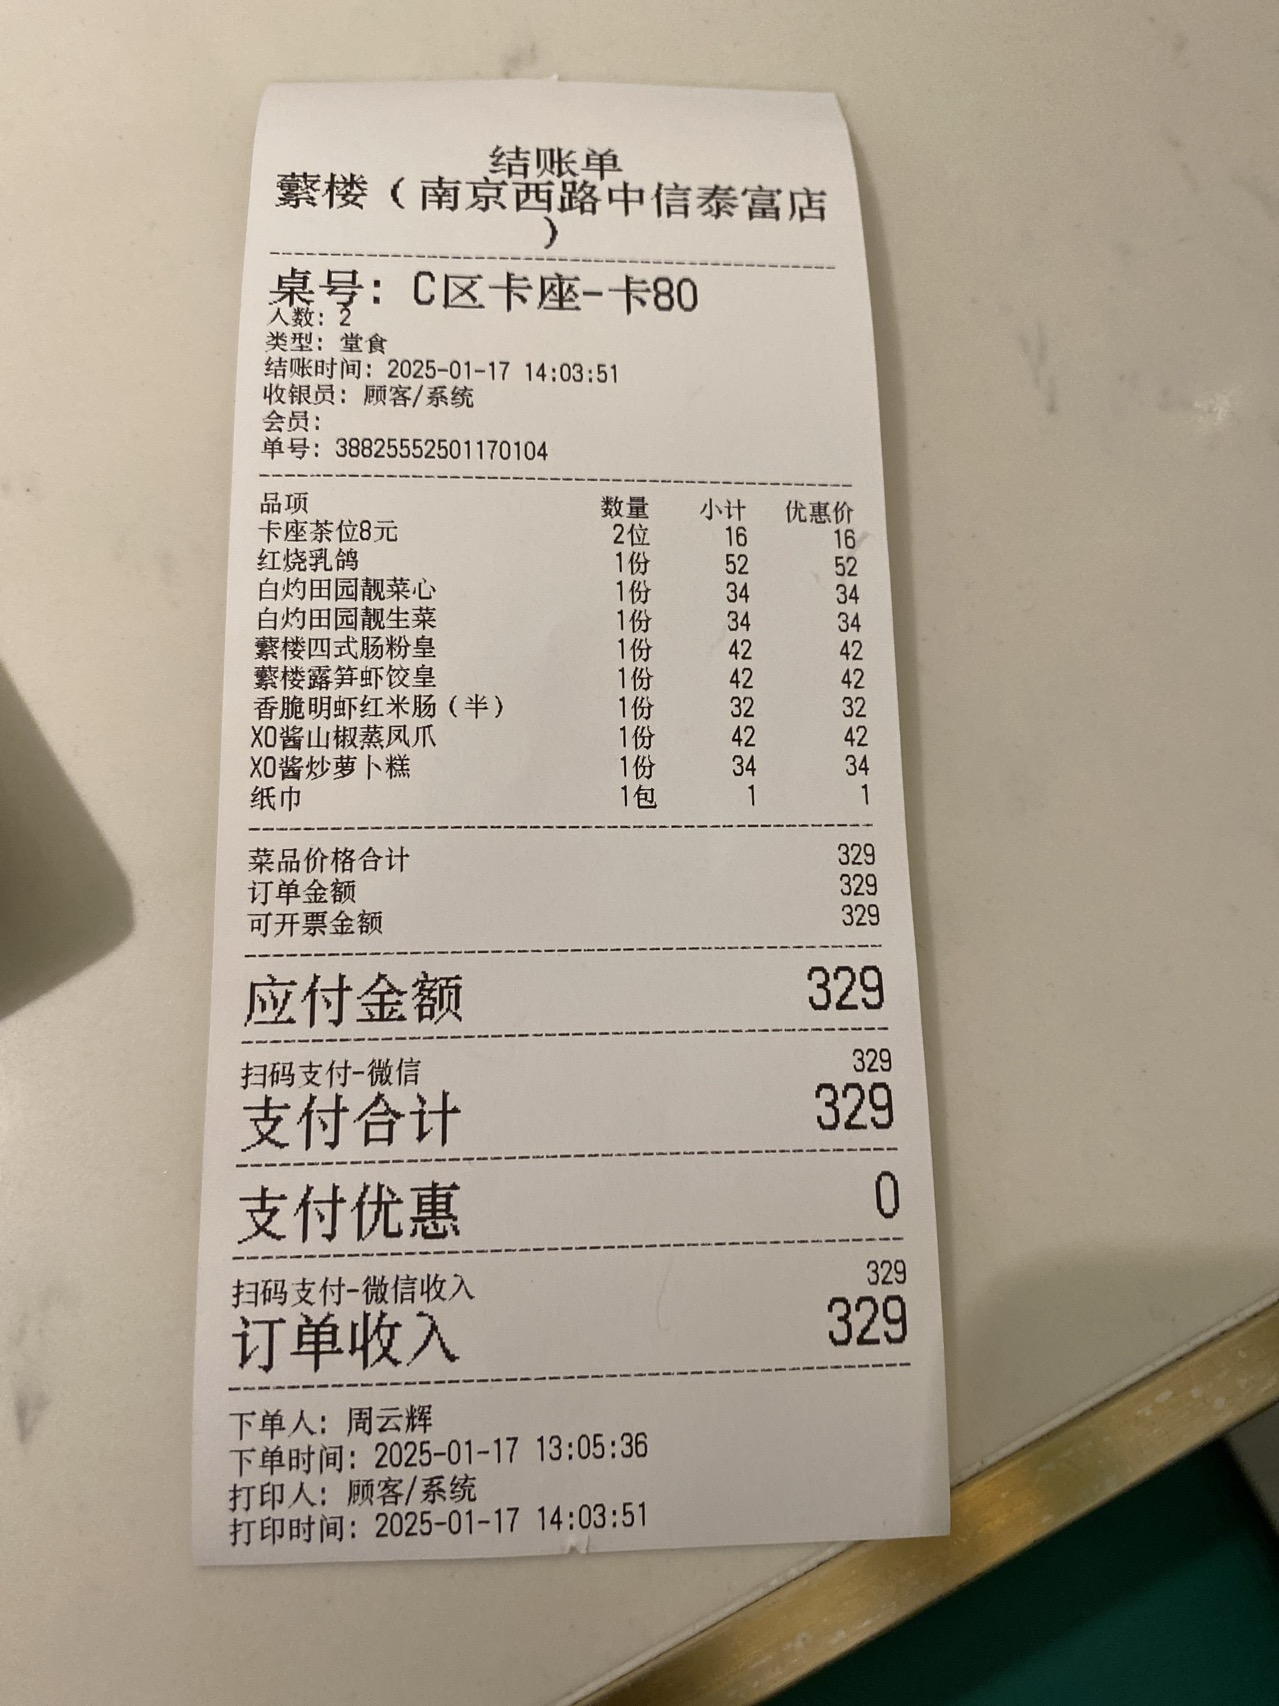 结账单
蘩楼（南京西路中信泰富店
）
桌号: C区卡座-卡80
人数: 2
类型: 堂食
结账时间: 2025-01-17 14:03:51
收银员: 顾客/系统
会员:
单号: 388255552501170104
品项 数量 小计 优惠价
卡座茶位8元 2位 16 16
红烧乳鸽 1份 52 52
白灼田园靓菜心 1份 34 34
白灼田园靓生菜 1份 34 34
蘩楼四式肠粉皇 1份 42 42
蘩楼露笋虾饺皇 1份 42 42
香脆明虾红米肠（半） 1份 32 32
XO酱山椒蒸凤爪 1份 42 42
XO酱炒萝卜糕 1份 34 34
纸巾 1包 1 1
菜品价格合计 329
订单金额 329
可开票金额 329
应付金额 329
扫码支付-微信 329
支付合计 329
支付优惠 0
扫码支付-微信收入 329
订单收入 329
下单人: 周云辉
下单时间: 2025-01-17 13:05:36
打印人: 顾客/系统
打印时间: 2025-01-17 14:03:51